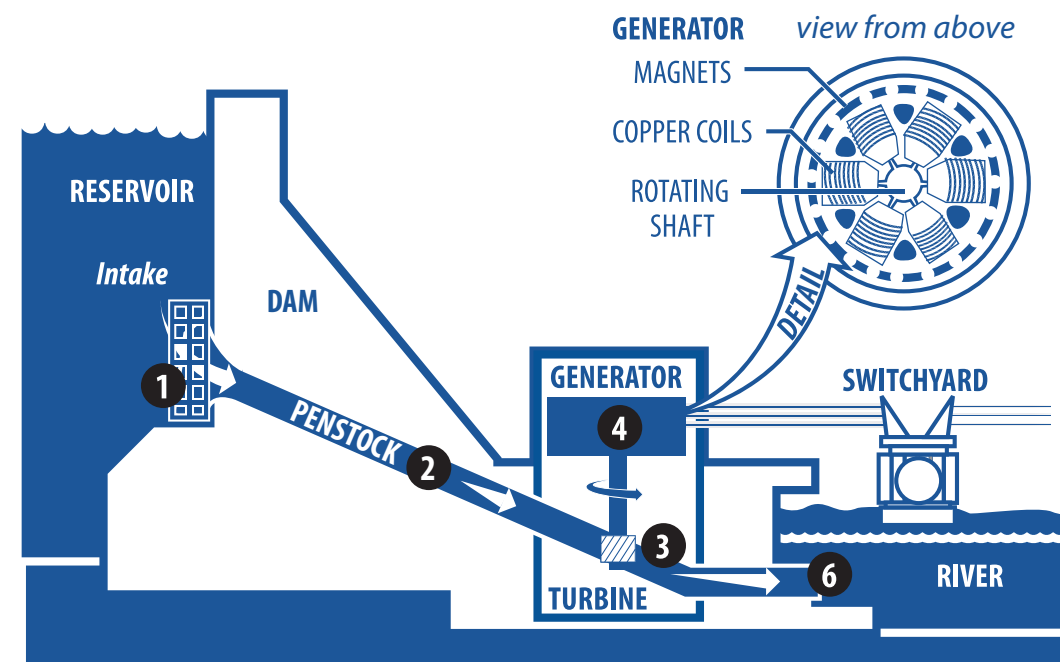 GENERATOR view from above
MAGNETS
COPPER COILS
ROTATING
SHAFT
RESERVOIR
Intake
DAM
DETAIL
1
PENSTOCK
2
GENERATOR
4
SWITCHYARD
3
TURBINE
6
RIVER